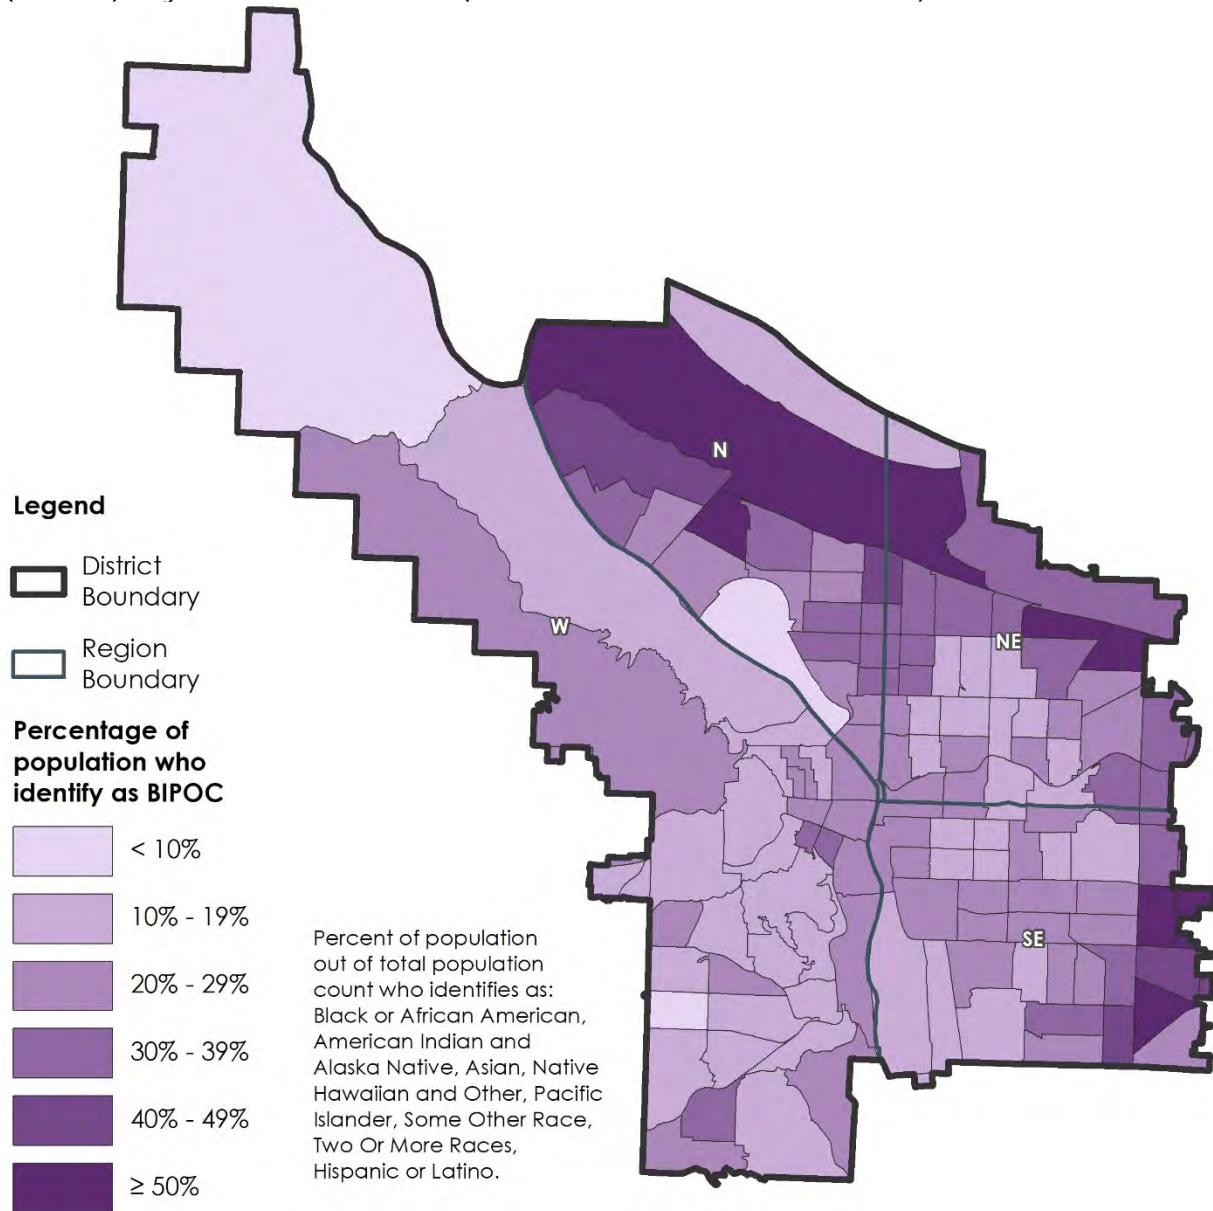 N
W
NE
SE
Legend
District
Boundary
Region
Boundary
Percentage of
population who
identify as BIPOC
< 10%
10% - 19%
20% - 29%
30% - 39%
40% - 49%
≥ 50%
Percent of population
out of total population
count who identifies as:
Black or African American,
American Indian and
Alaska Native, Asian, Native
Hawaiian and Other, Pacific
Islander, Some Other Race,
Two Or More Races,
Hispanic or Latino.